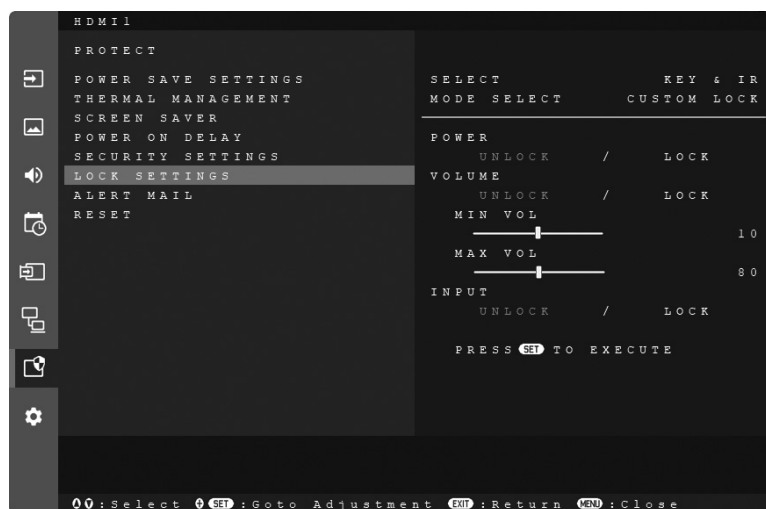 HDMI1
PROTECT
POWER SAVE SETTINGS
THERMAL MANAGEMENT
SCREEN SAVER
POWER ON DELAY
SECURITY SETTINGS
LOCK SETTINGS
ALERT MAIL
RESET
SELECT KEY & IR
MODE SELECT CUSTOM LOCK
POWER
UNLOCK / LOCK
VOLUME
UNLOCK / LOCK
MIN VOL
10
MAX VOL
80
INPUT
UNLOCK / LOCK
PRESS SET TO EXECUTE
:Select SET :Goto Adjustment EXIT :Return MENU :Close